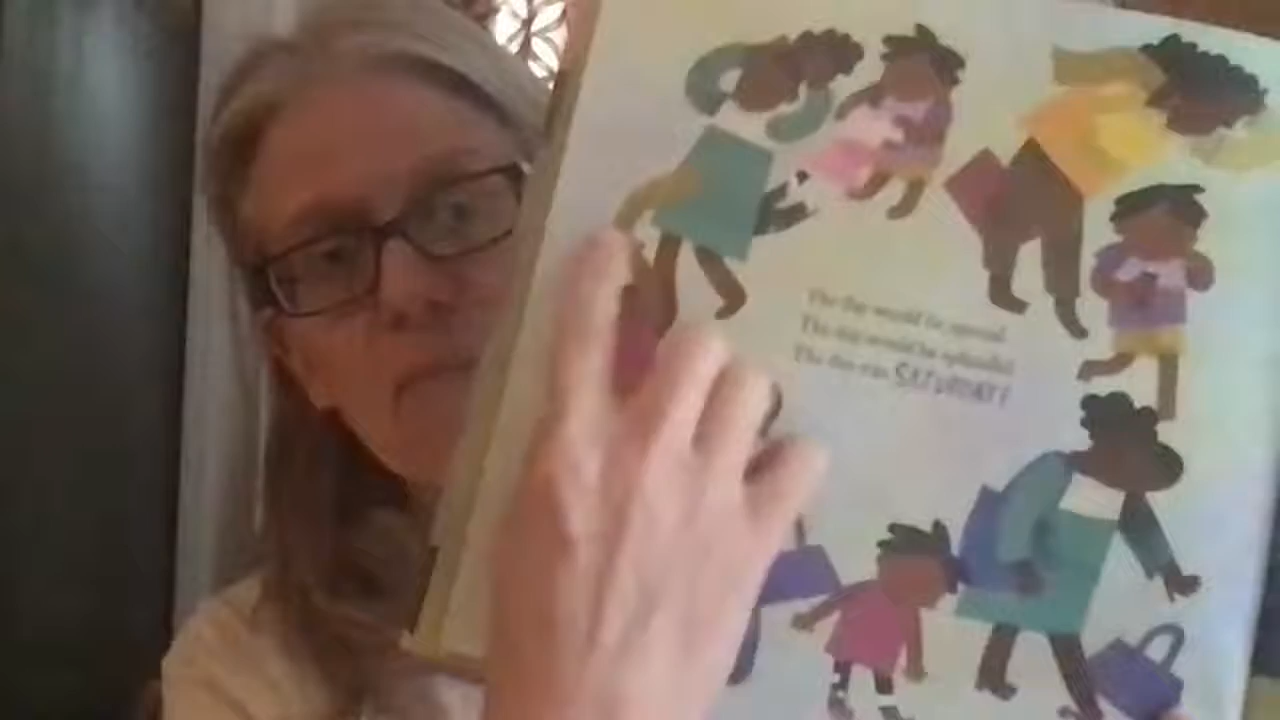 The day would be special.
The day would be splendid.
The day was SATURDAY!